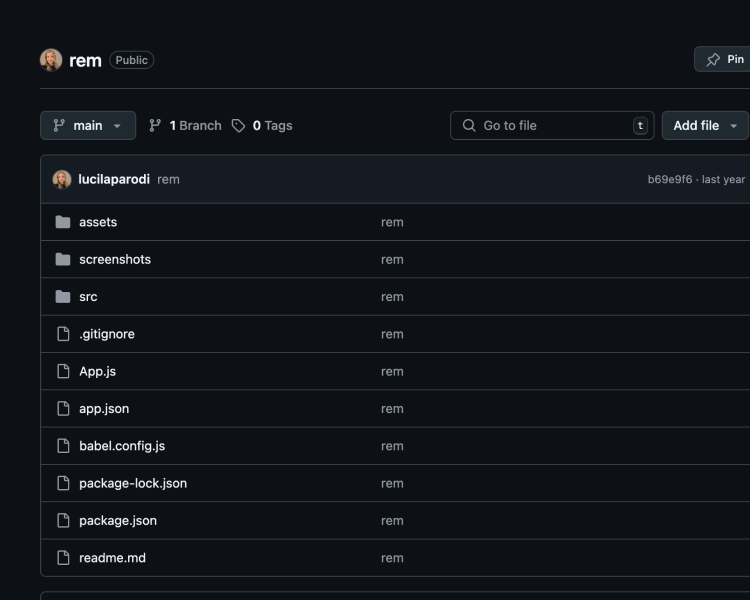 rem Public Pin
main 1 Branch 0 Tags Go to file t Add file
lucilaparodi rem b69e9f6 · last year
assets rem
screenshots rem
src rem
.gitignore rem
App.js rem
app.json rem
babel.config.js rem
package-lock.json rem
package.json rem
readme.md rem